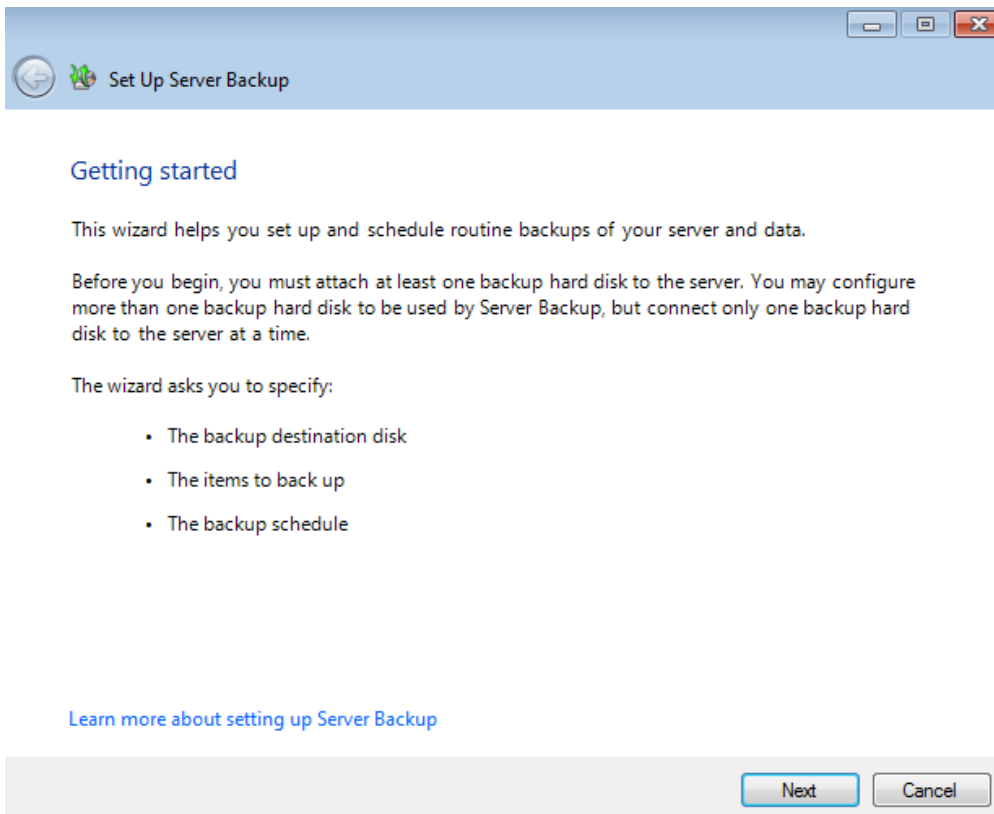 Set Up Server Backup
Getting started
This wizard helps you set up and schedule routine backups of your server and data.
Before you begin, you must attach at least one backup hard disk to the server. You may configure
more than one backup hard disk to be used by Server Backup, but connect only one backup hard
disk to the server at a time.
The wizard asks you to specify:
• The backup destination disk
• The items to back up
• The backup schedule
Learn more about setting up Server Backup
Next Cancel